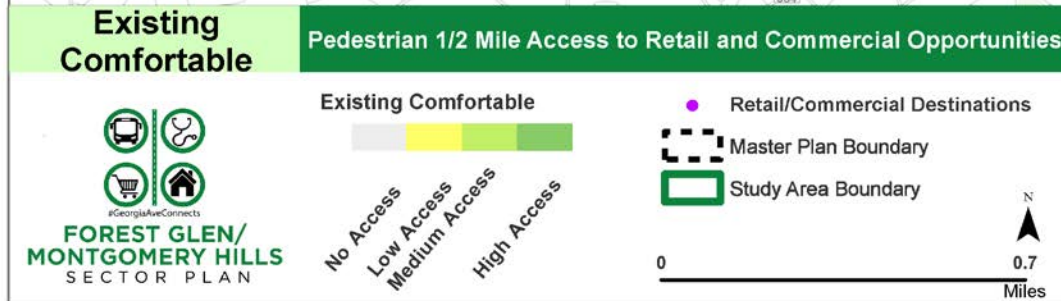 Existing
Comfortable
Pedestrian 1/2 Mile Access to Retail and Commercial Opportunities
#GeorgiaAveConnects
FOREST GLEN/
MONTGOMERY HILLS
SECTOR PLAN
Existing Comfortable
No Access
Low Access
Medium Access
High Access
Retail/Commercial Destinations
Master Plan Boundary
Study Area Boundary
N
0 0.7
Miles